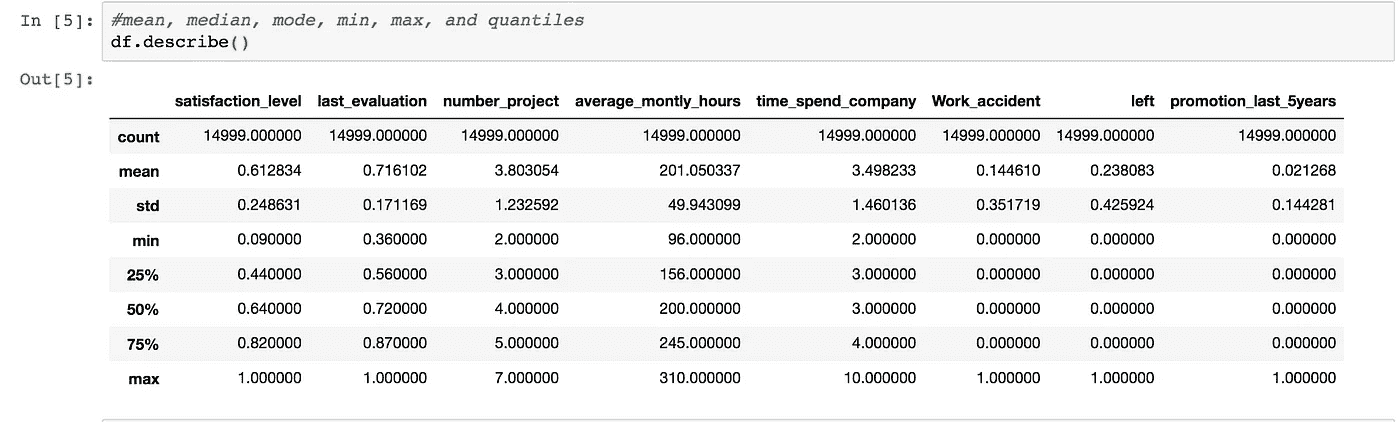 In [5]: #mean, median, mode, min, max, and quantiles
df.describe()
Out[5]:
satisfaction_level last_evaluation number_project average_montly_hours time_spend_company Work_accident left promotion_last_5years
count 14999.000000 14999.000000 14999.000000 14999.000000 14999.000000 14999.000000 14999.000000 14999.000000
mean 0.612834 0.716102 3.803054 201.050337 3.498233 0.144610 0.238083 0.021268
std 0.248631 0.171169 1.232592 49.943099 1.460136 0.351719 0.425924 0.144281
min 0.090000 0.360000 2.000000 96.000000 2.000000 0.000000 0.000000 0.000000
25% 0.440000 0.560000 3.000000 156.000000 3.000000 0.000000 0.000000 0.000000
50% 0.640000 0.720000 4.000000 200.000000 3.000000 0.000000 0.000000 0.000000
75% 0.820000 0.870000 5.000000 245.000000 4.000000 0.000000 0.000000 0.000000
max 1.000000 1.000000 7.000000 310.000000 10.000000 1.000000 1.000000 1.000000